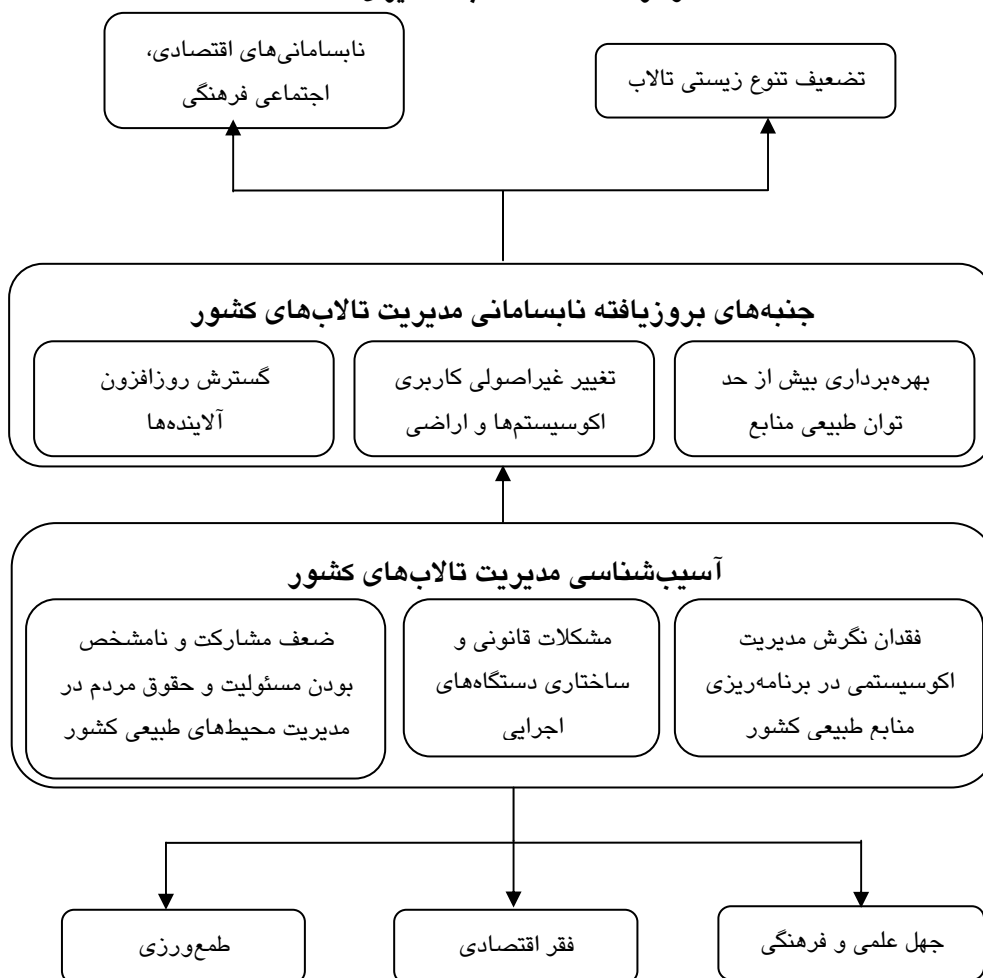 نابسامانی‌های اقتصادی،
اجتماعی فرهنگی
تضعیف تنوع زیستی تالاب
جنبه‌های بروزیافته نابسامانی مدیریت تالاب‌های کشور
بهره‌برداری بیش از حد
توان طبیعی منابع
تغییر غیراصولی کاربری
اکوسیستم‌ها و اراضی
گسترش روزافزون
آلاینده‌ها
آسیب‌شناسی مدیریت تالاب‌های کشور
فقدان نگرش مدیریت
اکوسیستمی در برنامه‌ریزی
منابع طبیعی کشور
مشکلات قانونی و
ساختاری دستگاه‌های
اجرایی
ضعف مشارکت و نامشخص
بودن مسئولیت و حقوق مردم در
مدیریت محیط‌های طبیعی کشور
جهل علمی و فرهنگی
فقر اقتصادی
طمع‌ورزی